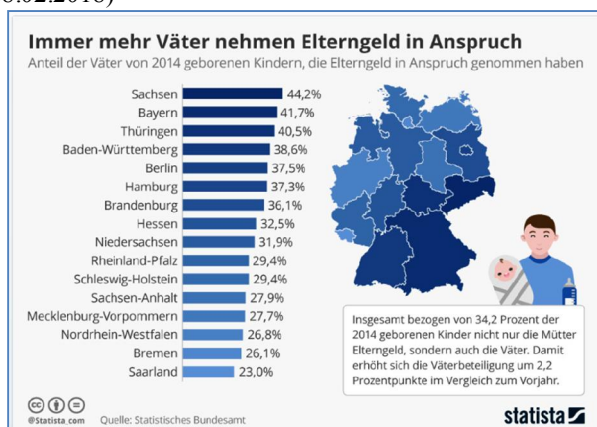 8.02.2018)
Immer mehr Väter nehmen Elterngeld in Anspruch
Anteil der Väter von 2014 geborenen Kindern, die Elterngeld in Anspruch genommen haben
Sachsen 44,2%
Bayern 41,7%
Thüringen 40,5%
Baden-Württemberg 38,6%
Berlin 37,5%
Hamburg 37,3%
Brandenburg 36,1%
Hessen 32,5%
Niedersachsen 31,9%
Rheinland-Pfalz 29,4%
Schleswig-Holstein 29,4%
Sachsen-Anhalt 27,9%
Mecklenburg-Vorpommern 27,7%
Nordrhein-Westfalen 26,8%
Bremen 26,1%
Saarland 23,0%
Insgesamt bezogen von 34,2 Prozent der
2014 geborenen Kinder nicht nur die Mütter
Elterngeld, sondern auch die Väter. Damit
erhöht sich die Väterbeteiligung um 2,2
Prozentpunkte im Vergleich zum Vorjahr.
@Statista_com Quelle: Statistisches Bundesamt
statista